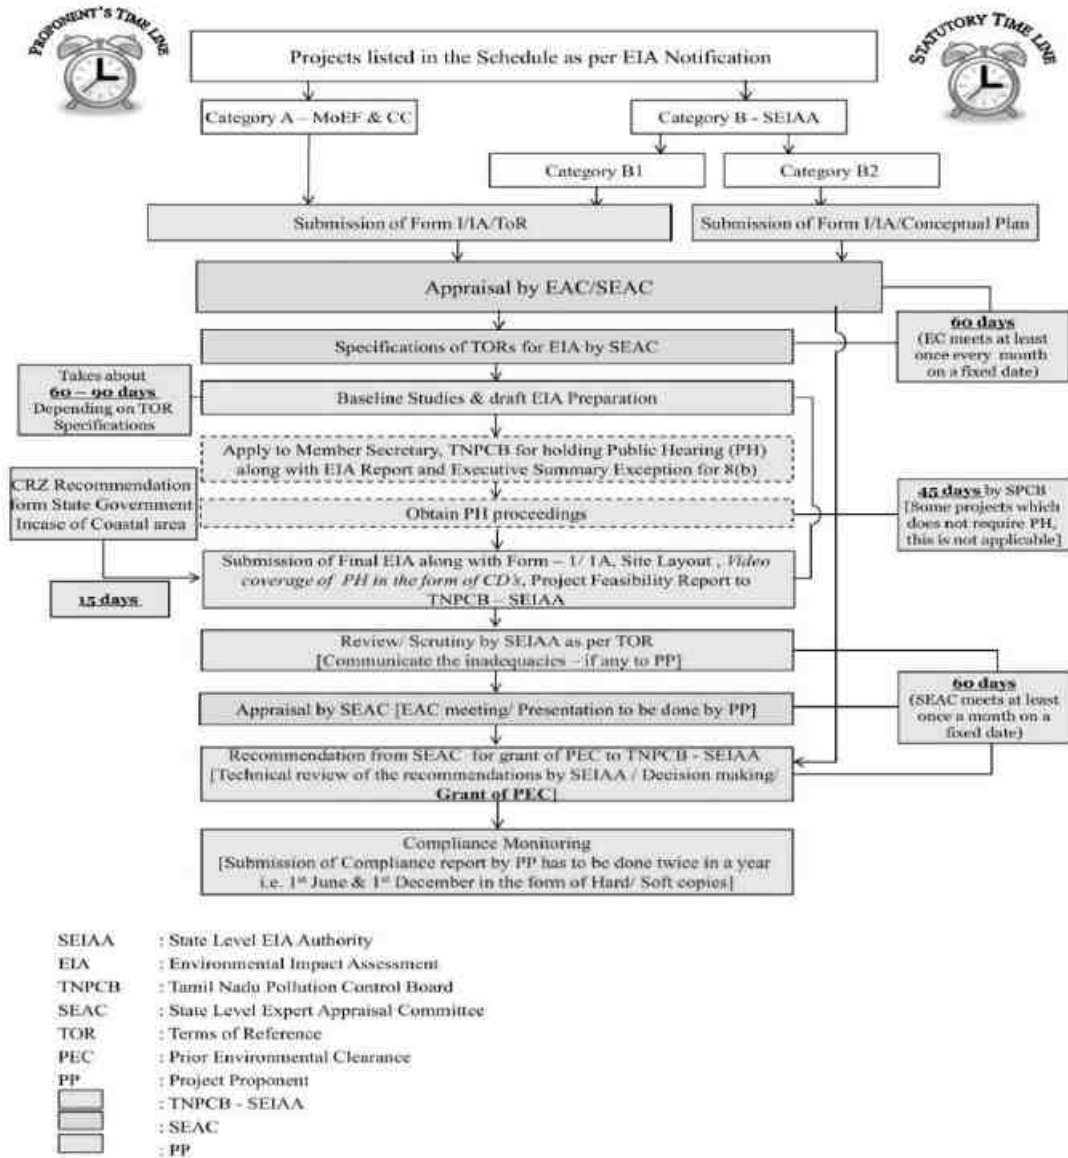 PROPONENT'S TIME LINE
STATUTORY TIME LINE
Projects listed in the Schedule as per EIA Notification
Category A – MoEF & CC
Category B - SEIAA
Category B1
Category B2
Submission of Form I/IA/ToR
Submission of Form I/IA/Conceptual Plan
Appraisal by EAC/SEAC
60 days
(EC meets at least
once every month
on a fixed date)
Specifications of TORs for EIA by SEAC
Takes about
60 – 90 days
Depending on TOR
Specifications
Baseline Studies & draft EIA Preparation
Apply to Member Secretary, TNPCB for holding Public Hearing (PH)
along with EIA Report and Executive Summary Exception for 8(b)
CRZ Recommendation
form State Government
Incase of Coastal area
45 days by SPCB
[Some projects which
does not require PH,
this is not applicable]
Obtain PH proceedings
15 days
Submission of Final EIA along with Form – 1/ 1A, Site Layout , Video
coverage of PH in the form of CD's, Project Feasibility Report to
TNPCB – SEIAA
Review/ Scrutiny by SEIAA as per TOR
[Communicate the inadequacies – if any to PP]
60 days
(SEAC meets at least
once a month on a
fixed date)
Appraisal by SEAC [EAC meeting/ Presentation to be done by PP]
Recommendation from SEAC for grant of PEC to TNPCB - SEIAA
[Technical review of the recommendations by SEIAA / Decision making/
Grant of PEC]
Compliance Monitoring
[Submission of Compliance report by PP has to be done twice in a year
i.e. 1st June & 1st December in the form of Hard/ Soft copies]
SEIAA : State Level EIA Authority
EIA : Environmental Impact Assessment
TNPCB : Tamil Nadu Pollution Control Board
SEAC : State Level Expert Appraisal Committee
TOR : Terms of Reference
PEC : Prior Environmental Clearance
PP : Project Proponent
: TNPCB - SEIAA
: SEAC
: PP